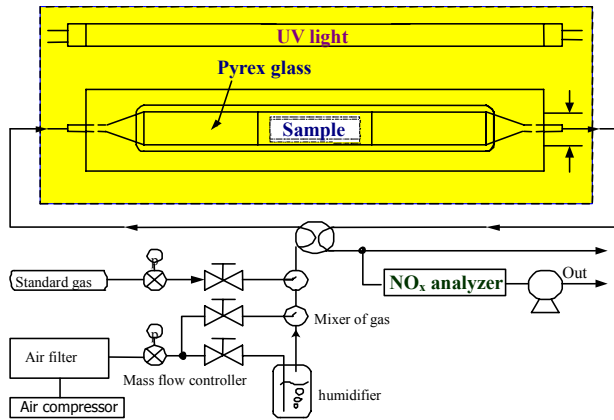 UV light
Pyrex glass
Sample
p
Standard gas
NOx analyzer
Out
p
Mixer of gas
Air filter
Mass flow controller
humidifier
Air compressor